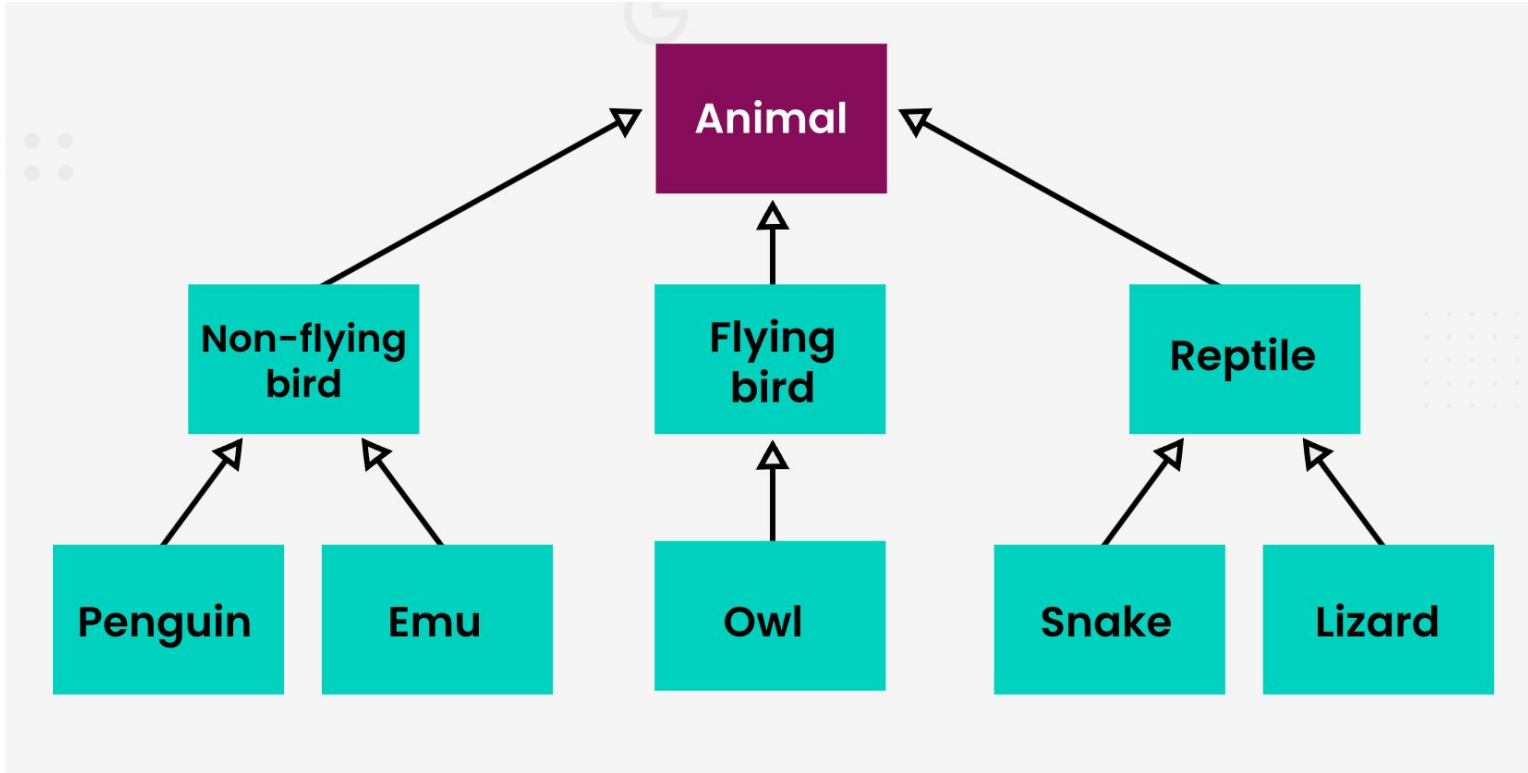 Animal
Non-flying
bird
Flying
bird
Reptile
Penguin
Emu
Owl
Snake
Lizard